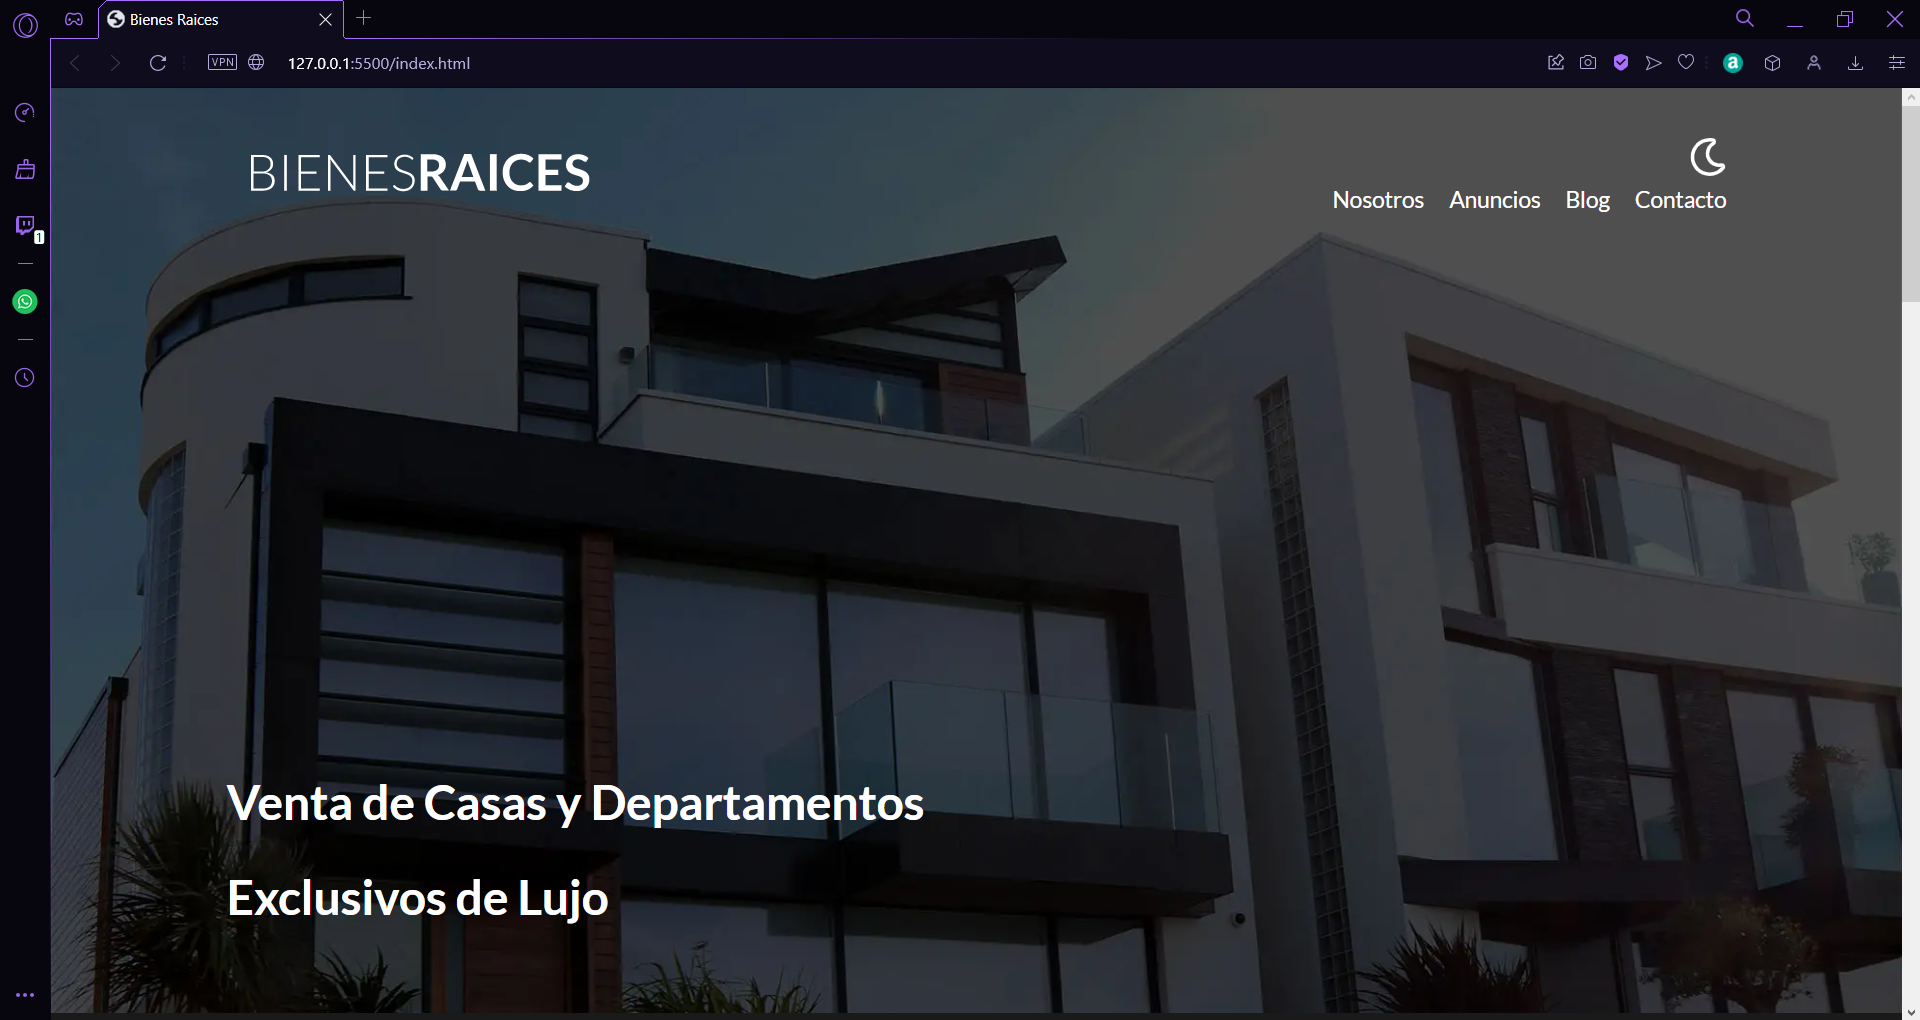 Bienes Raices
VPN
127.0.0.1:5500/index.html
a
1
BIENESRAICES
Nosotros Anuncios Blog Contacto
Venta de Casas y Departamentos
Exclusivos de Lujo